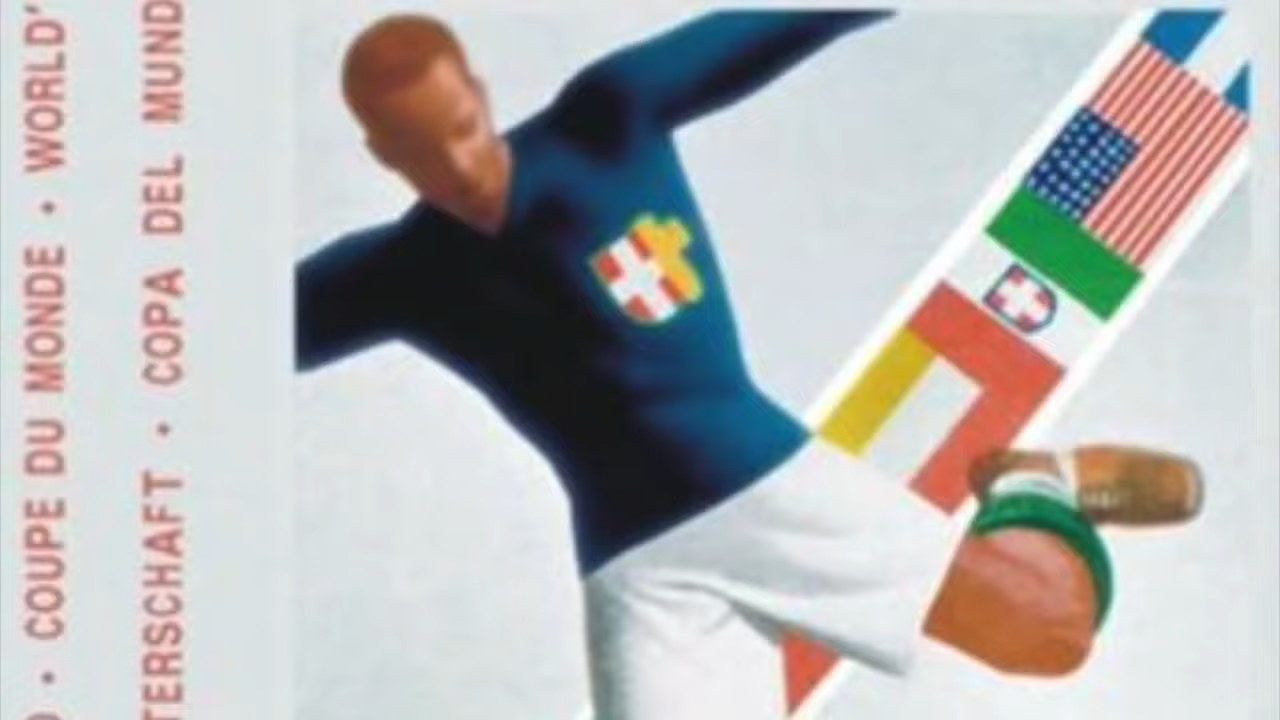 • COUPE DU MONDE • WORLD'
TERSCHAFT • COPA DEL MUND